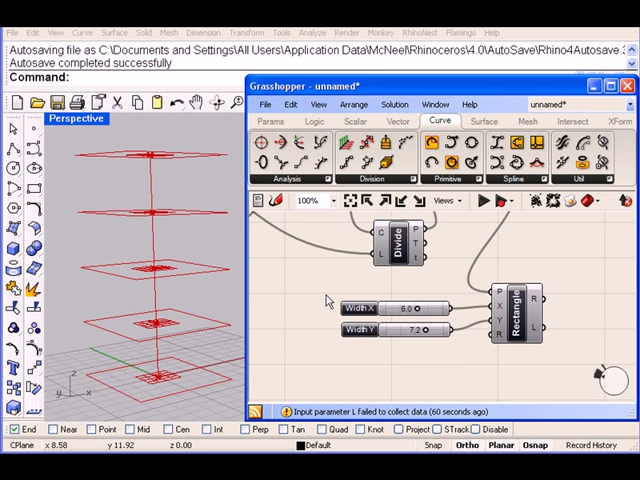 File Edit View Curve Surface Solid Mesh Dimension Transform Tools Analyze Render RhinoNest Flamingo Help
Autosaving file as C:\Documents and Settings\All Users\Application Data\McNeel\Rhinoceros\4.0\AutoSave\Rhino4Autosave.3
Autosave completed successfully
Command:
Perspective
Grasshopper - unnamed*
File Edit View Arrange Solution Window Help unnamed*
Params Logic Scalar Vector Curve Surface Mesh Intersect XForm
Analysis Division Primitive Spline Util
100% Views
C P
Divide
T
L t
Width X 6.0
Width Y 7.2
P R
X
Rectangle
Y L
R
z
y x
Input parameter L failed to collect data (60 seconds ago)
End Near Point Mid Cen Int Perp Tan Quad Knot Project STrack Disable
CPlane x 8.58 y 11.92 z 0.00 Default Snap Ortho Planar Osnap Record History